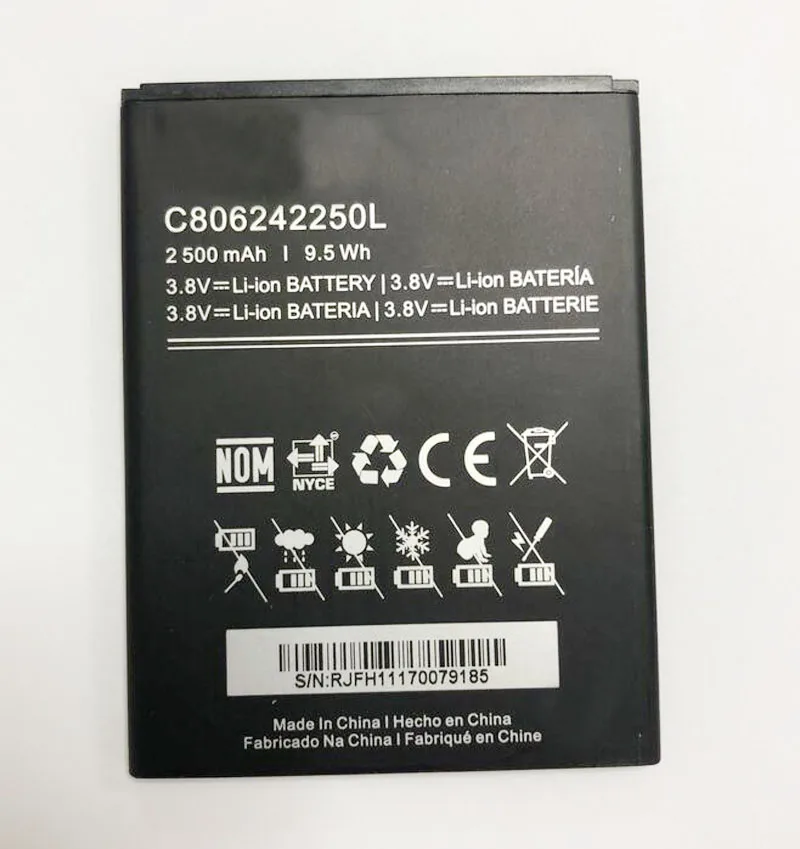 C806242250L
2 500 mAh I 9.5 Wh
3.8V⎓Li-ion BATTERY | 3.8V⎓Li-ion BATERÍA
3.8V⎓Li-ion BATERIA | 3.8V⎓Li-ion BATTERIE
NOM NYCE CE
S/N:RJFH11170079185
Made In China I Hecho en China
Fabricado Na China I Fabriqué en Chine